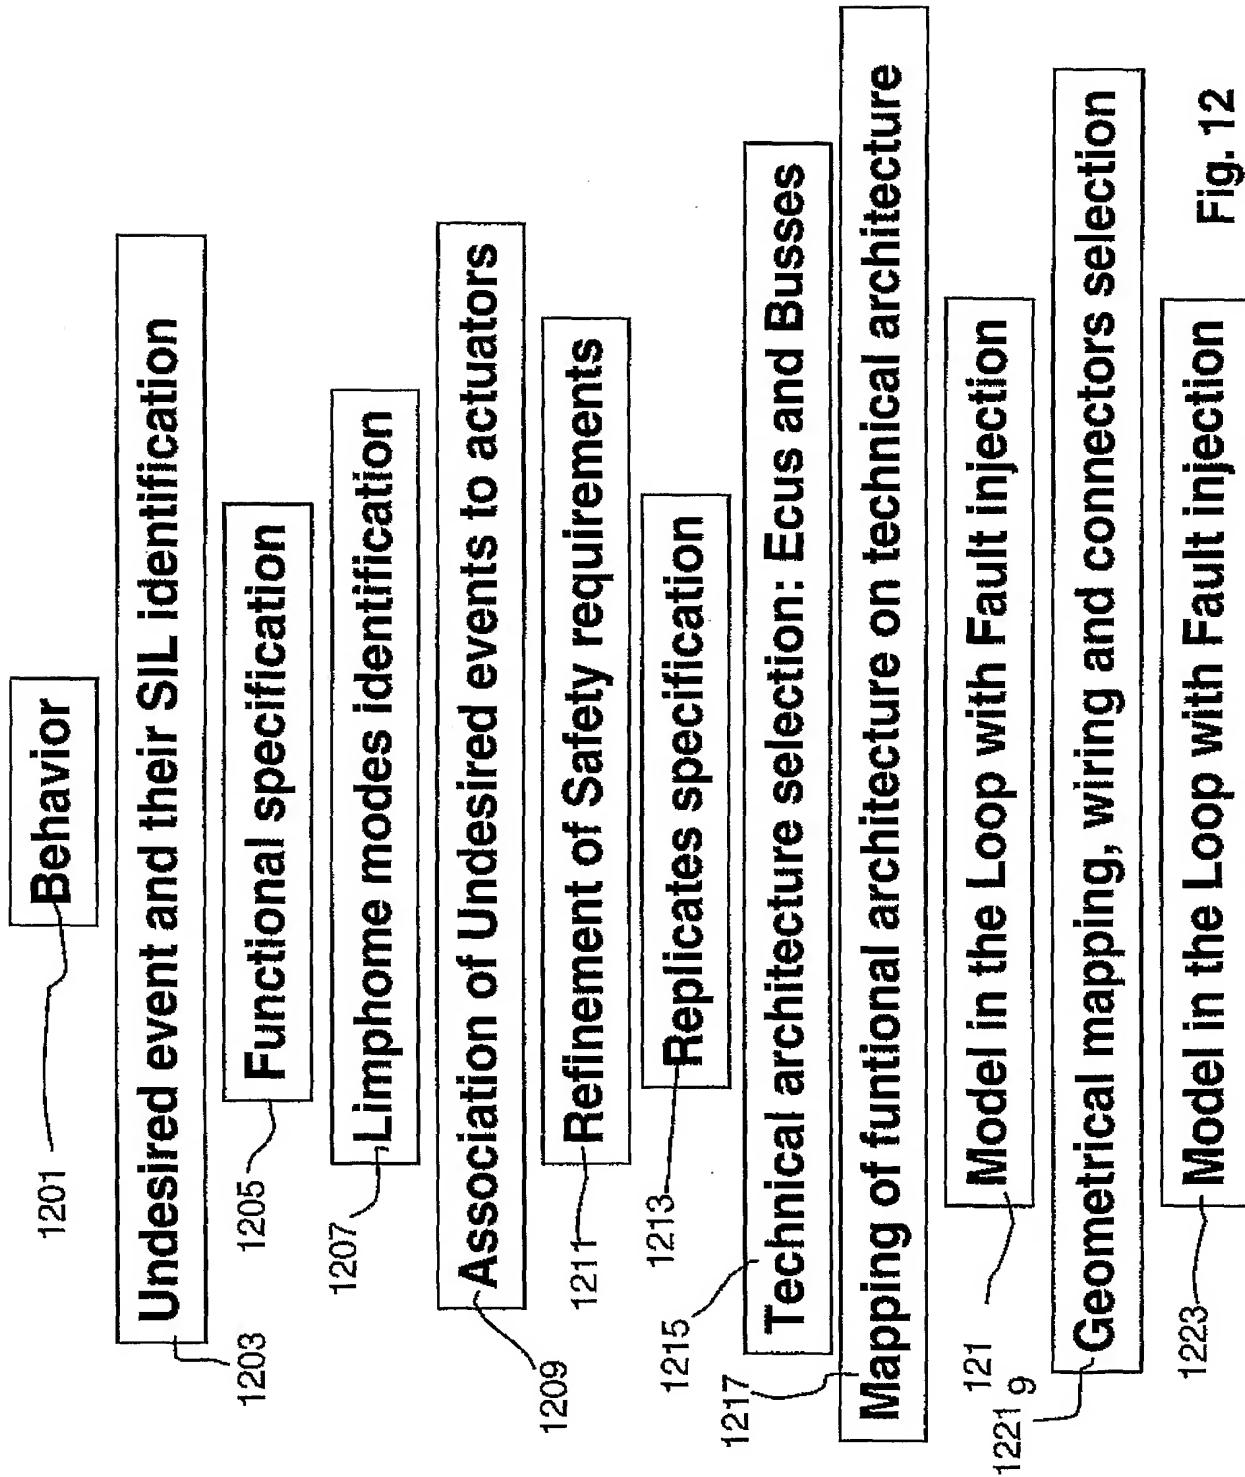 Behavior
1201
Undesired event and their SIL identification
1203
Functional specification
1205
Limphome modes identification
1207
Association of Undesired events to actuators
1209
Refinement of Safety requirements
1211
Replicates specification
1213
Technical architecture selection: Ecus and Busses
1215
Mapping of funtional architecture on technical architecture
1217
Model in the Loop with Fault injection
121
9
Geometrical mapping, wiring and connectors selection
1221
Model in the Loop with Fault injection
1223
Fig. 12